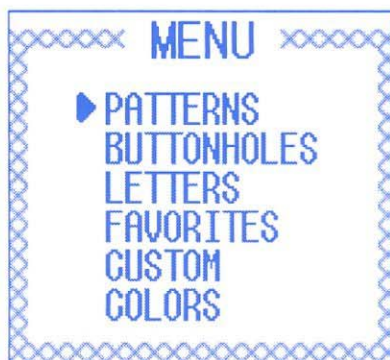 MENU
PATTERNS
BUTTONHOLES
LETTERS
FAVORITES
CUSTOM
COLORS